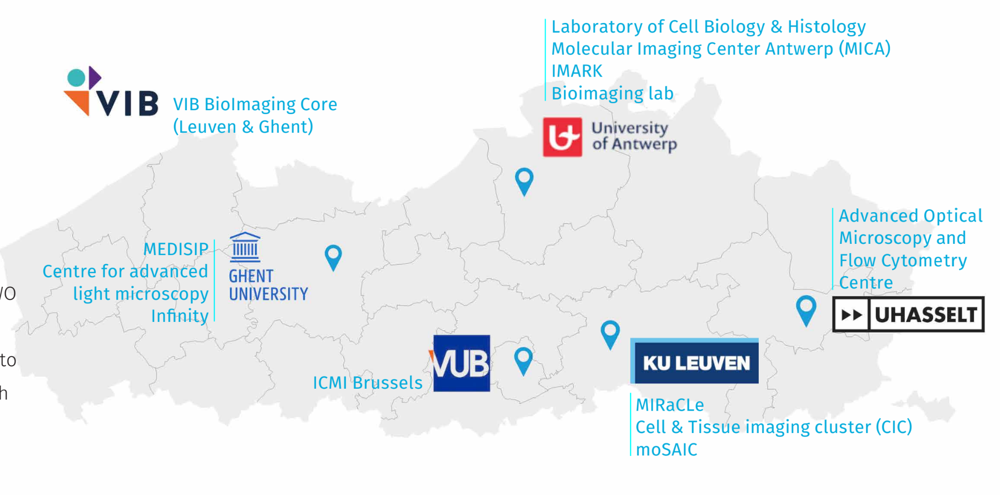 Laboratory of Cell Biology & Histology
Molecular Imaging Center Antwerp (MICA)
IMARK
Bioimaging lab
University
of Antwerp
VIB
VIB BioImaging Core
(Leuven & Ghent)
Advanced Optical
Microscopy and
Flow Cytometry
Centre
UHASSELT
MEDISIP
Centre for advanced
light microscopy
Infinity
GHENT
UNIVERSITY
to
VUB
ICMI Brussels
KU LEUVEN
MIRaCLe
Cell & Tissue imaging cluster (CIC)
moSAIC